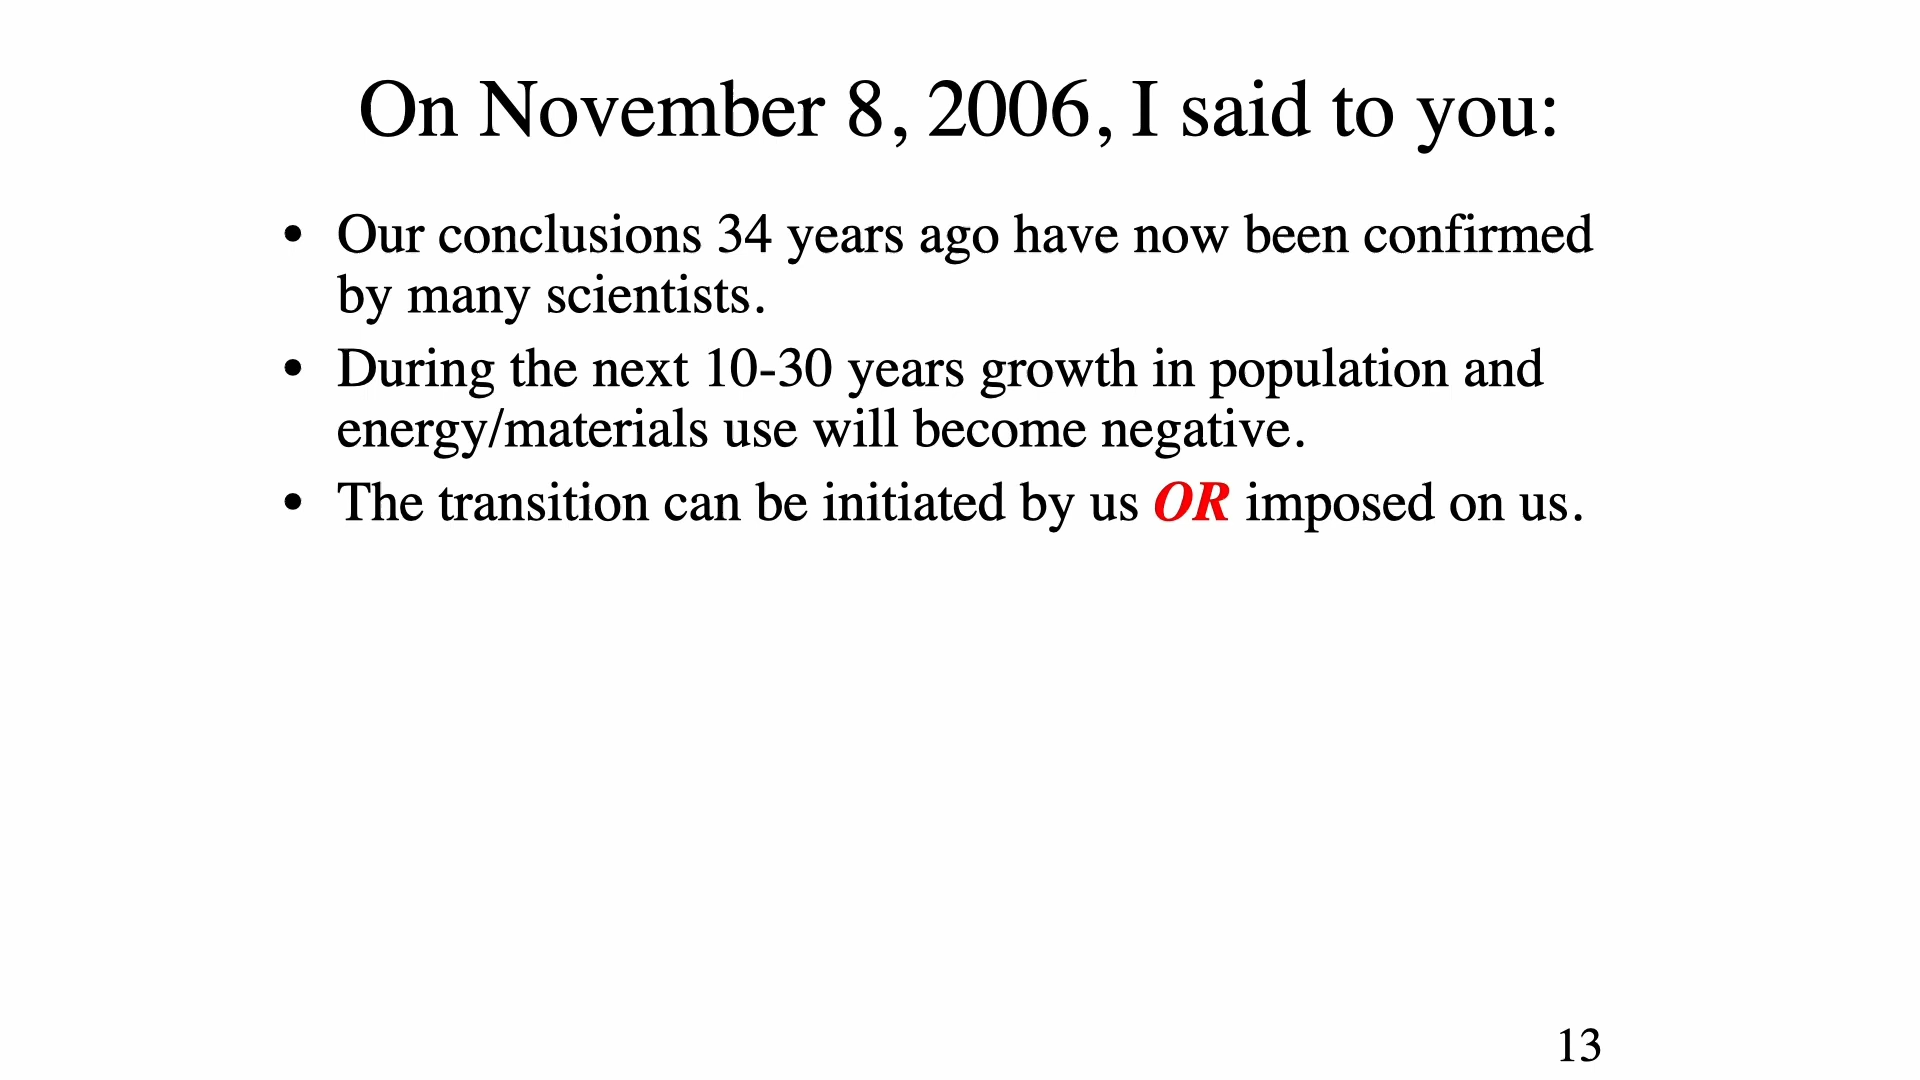 On November 8, 2006, I said to you:
• Our conclusions 34 years ago have now been confirmed
by many scientists.
• During the next 10-30 years growth in population and
energy/materials use will become negative.
• The transition can be initiated by us OR imposed on us.
13